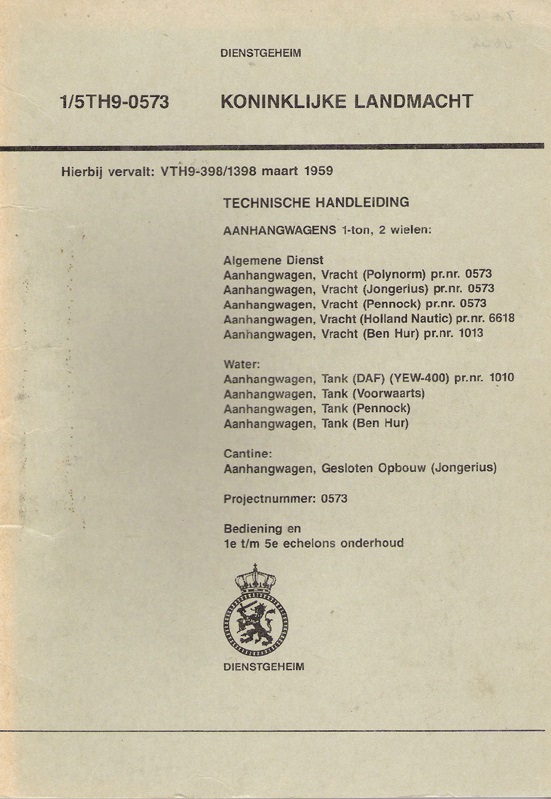 DIENSTGEHEIM
1/5TH9-0573 KONINKLIJKE LANDMACHT
Hierbij vervalt: VTH9-398/1398 maart 1959
TECHNISCHE HANDLEIDING
AANHANGWAGENS 1-ton, 2 wielen:
Algemene Dienst
Aanhangwagen, Vracht (Polynorm) pr.nr. 0573
Aanhangwagen, Vracht (Jongerius) pr.nr. 0573
Aanhangwagen, Vracht (Pennock) pr.nr. 0573
Aanhangwagen, Vracht (Holland Nautic) pr.nr. 6618
Aanhangwagen, Vracht (Ben Hur) pr.nr. 1013
Water:
Aanhangwagen, Tank (DAF) (YEW-400) pr.nr. 1010
Aanhangwagen, Tank (Voorwaarts)
Aanhangwagen, Tank (Pennock)
Aanhangwagen, Tank (Ben Hur)
Cantine:
Aanhangwagen, Gesloten Opbouw (Jongerius)
Projectnummer: 0573
Bediening en
1e t/m 5e echelons onderhoud
DIENSTGEHEIM